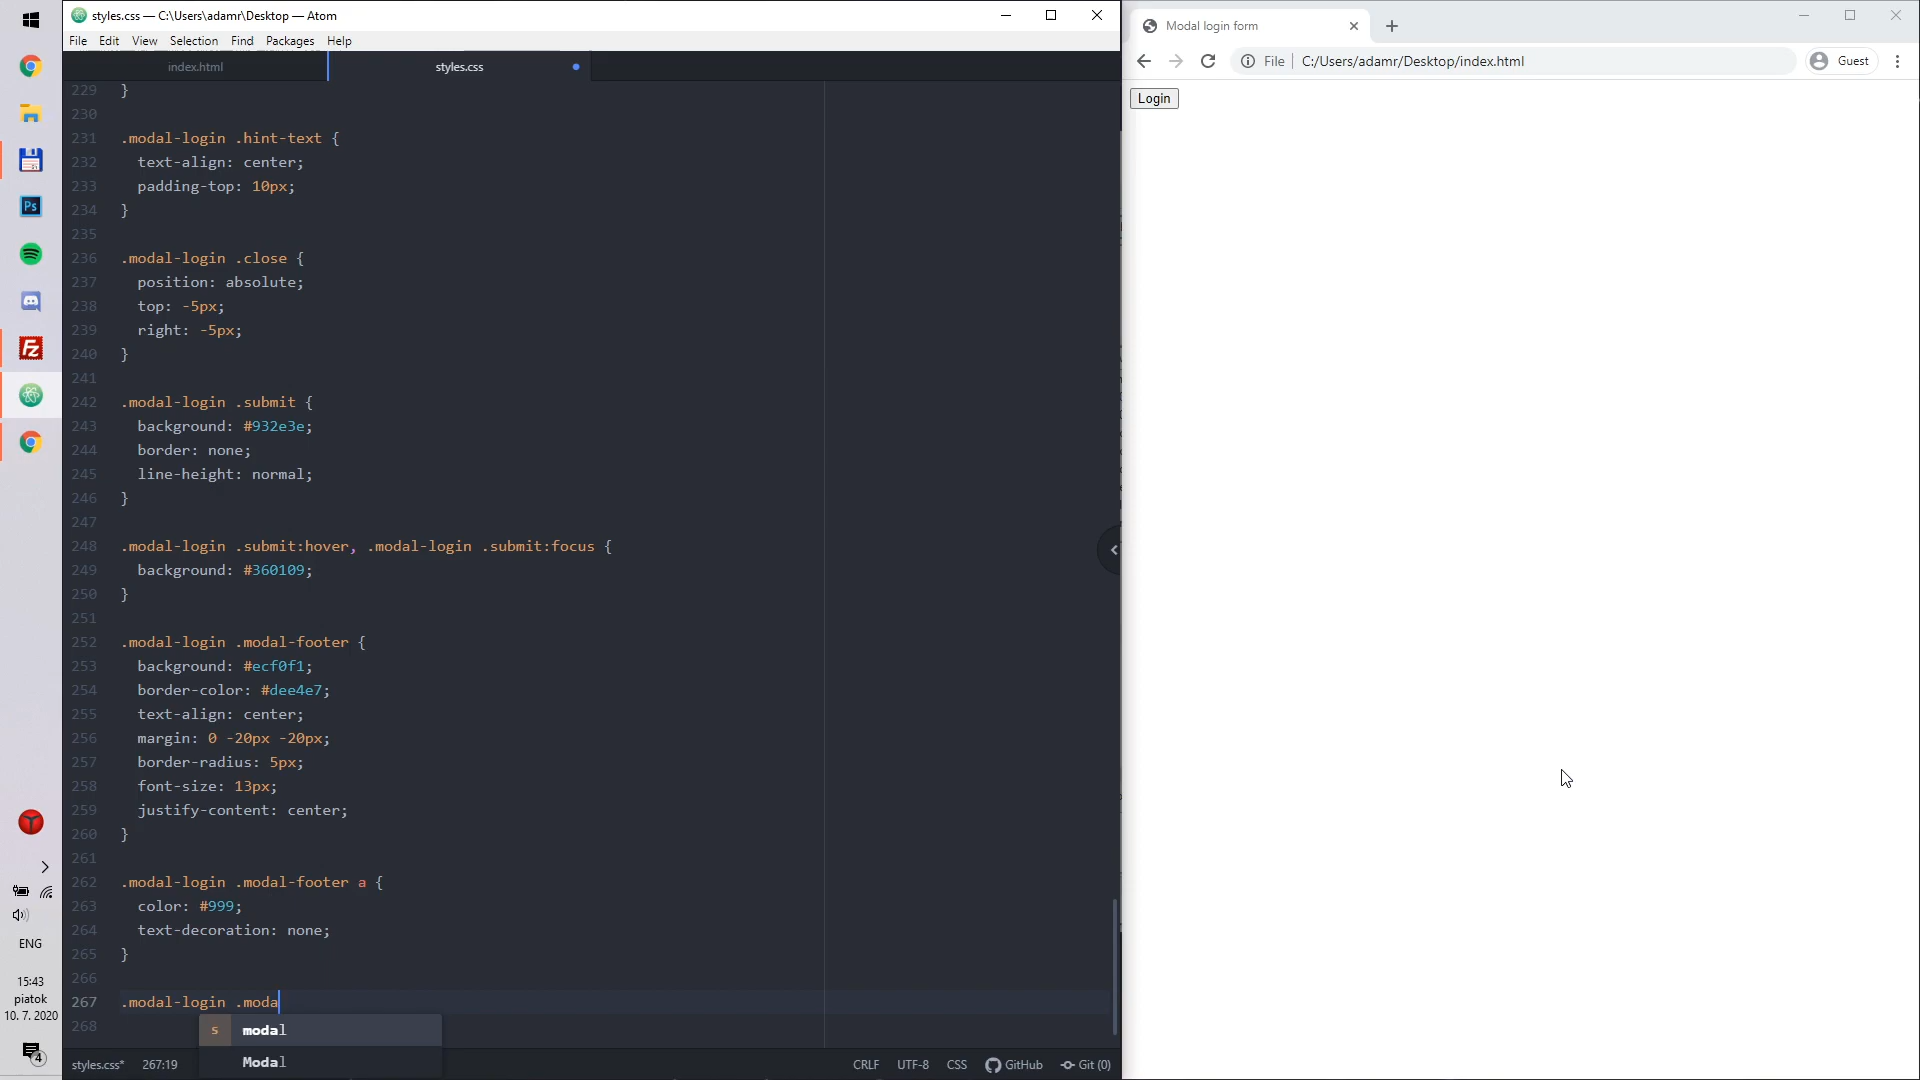 styles.css — C:\Users\adamr\Desktop — Atom
File Edit View Selection Find Packages Help
index.html
styles.css
229 }
230
231 .modal-login .hint-text {
232 text-align: center;
233 padding-top: 10px;
234 }
235
236 .modal-login .close {
237 position: absolute;
238 top: -5px;
239 right: -5px;
240 }
241
242 .modal-login .submit {
243 background: #932e3e;
244 border: none;
245 line-height: normal;
246 }
247
248 .modal-login .submit:hover, .modal-login .submit:focus {
249 background: #360109;
250 }
251
252 .modal-login .modal-footer {
253 background: #ecf0f1;
254 border-color: #dee4e7;
255 text-align: center;
256 margin: 0 -20px -20px;
257 border-radius: 5px;
258 font-size: 13px;
259 justify-content: center;
260 }
261
262 .modal-login .modal-footer a {
263 color: #999;
264 text-decoration: none;
265 }
266
267 .modal-login .moda
268
s modal
Modal
styles.css* 267:19 CRLF UTF-8 CSS GitHub Git (0)
Ps
Fz
ENG
15:43
piatok
10. 7. 2020
4
Modal login form
File C:/Users/adamr/Desktop/index.html Guest
Login